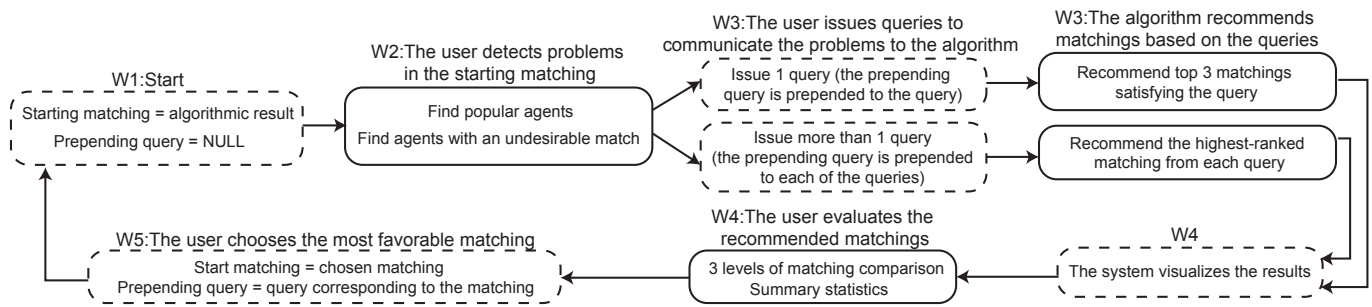 W1:Start
Starting matching = algorithmic result
Prepending query = NULL
W2:The user detects problems
in the starting matching
Find popular agents
Find agents with an undesirable match
W3:The user issues queries to
communicate the problems to the algorithm
Issue 1 query (the prepending
query is prepended to the query)
Issue more than 1 query
(the prepending query is prepended
to each of the queries)
W3:The algorithm recommends
matchings based on the queries
Recommend top 3 matchings
satisfying the query
Recommend the highest-ranked
matching from each query
W4
The system visualizes the results
W4:The user evaluates the
recommended matchings
3 levels of matching comparison
Summary statistics
W5:The user chooses the most favorable matching
Start matching = chosen matching
Prepending query = query corresponding to the matching